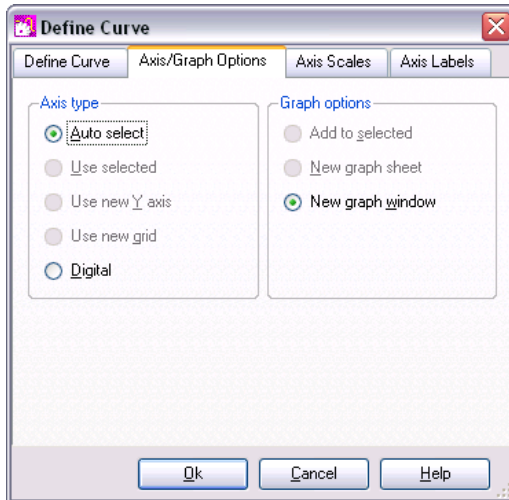 Define Curve
Define Curve Axis/Graph Options Axis Scales Axis Labels
Axis type
Auto select
Use selected
Use new Y axis
Use new grid
Digital
Graph options
Add to selected
New graph sheet
New graph window
Ok Cancel Help